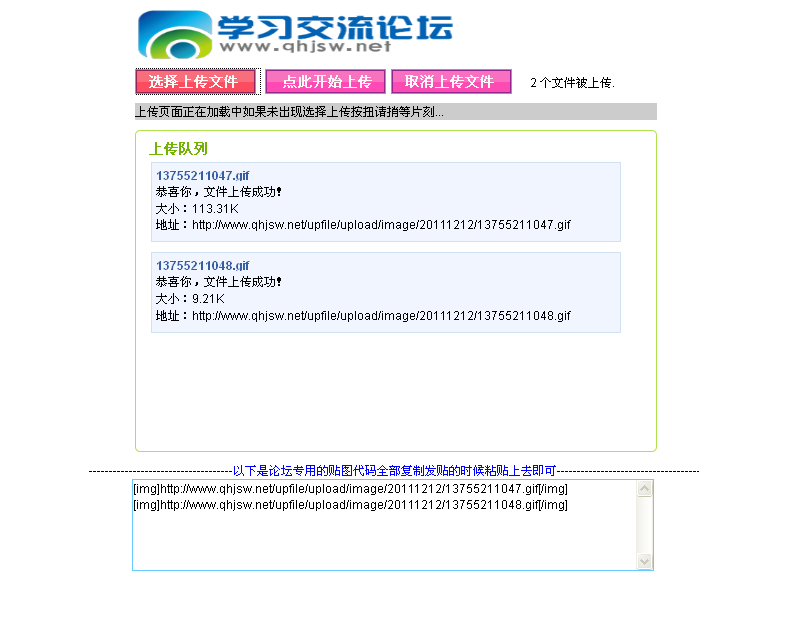 学习交流论坛
www.qhjsw.net
选择上传文件 点此开始上传 取消上传文件 2 个文件被上传.
上传页面正在加载中如果未出现选择上传按扭请捎等片刻...
上传队列
13755211047.gif
恭喜你，文件上传成功！
大小：113.31K
地址：http://www.qhjsw.net/upfile/upload/image/20111212/13755211047.gif
13755211048.gif
恭喜你，文件上传成功！
大小：9.21K
地址：http://www.qhjsw.net/upfile/upload/image/20111212/13755211048.gif
------------------------------------以下是论坛专用的贴图代码全部复制发贴的时候粘贴上去即可------------------------------------
[img]http://www.qhjsw.net/upfile/upload/image/20111212/13755211047.gif[/img]
[img]http://www.qhjsw.net/upfile/upload/image/20111212/13755211048.gif[/img]